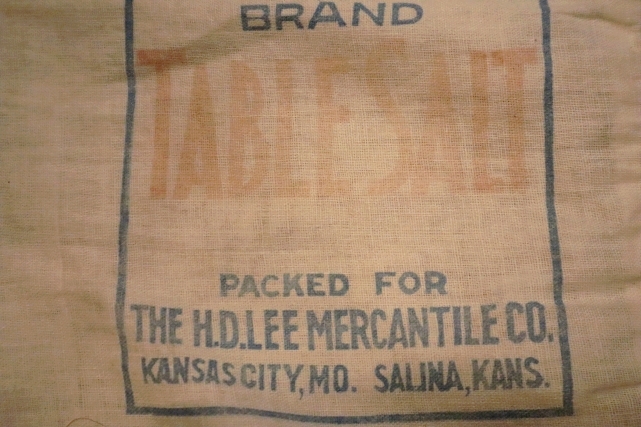 BRAND
TABLE SALT
PACKED FOR
THE H.D.LEE MERCANTILE CO.
KANSAS CITY, MO. SALINA, KANS.